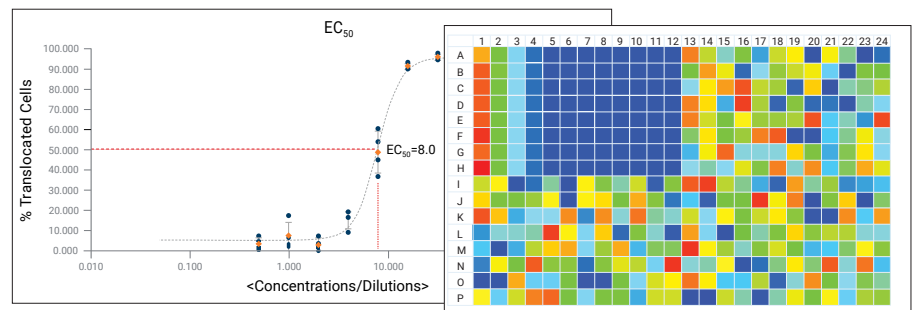 EC50
100.000
90.000
80.000
70.000
60.000
50.000
40.000
30.000
20.000
10.000
0.000
% Translocated Cells
EC50=8.0
0.010 0.100 1.000 10.000
<Concentrations/Dilutions>
1 2 3 4 5 6 7 8 9 10 11 12 13 14 15 16 17 18 19 20 21 22 23 24
A
B
C
D
E
F
G
H
I
J
K
L
M
N
O
P